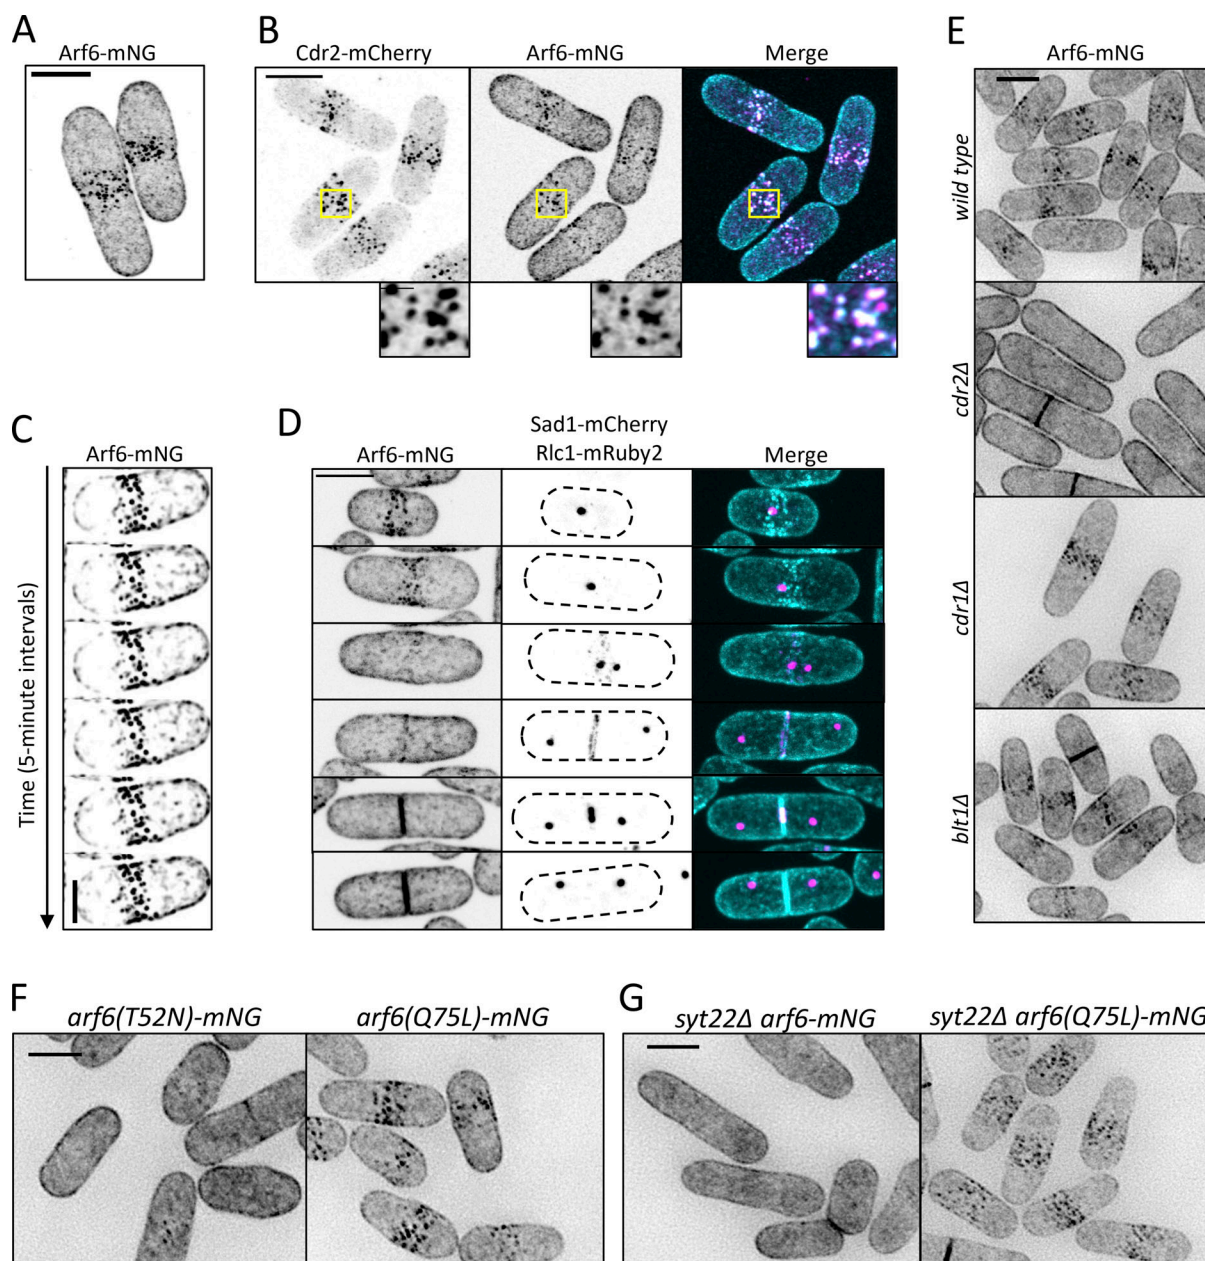 A
Arf6-mNG
B
Cdr2-mCherry
Arf6-mNG
Merge
C
Arf6-mNG
Time (5-minute intervals)
D
Arf6-mNG
Sad1-mCherry
Rlc1-mRuby2
Merge
E
Arf6-mNG
wild type
cdr2Δ
cdr1Δ
blt1Δ
F
arf6(T52N)-mNG
arf6(Q75L)-mNG
G
syt22Δ arf6-mNG
syt22Δ arf6(Q75L)-mNG